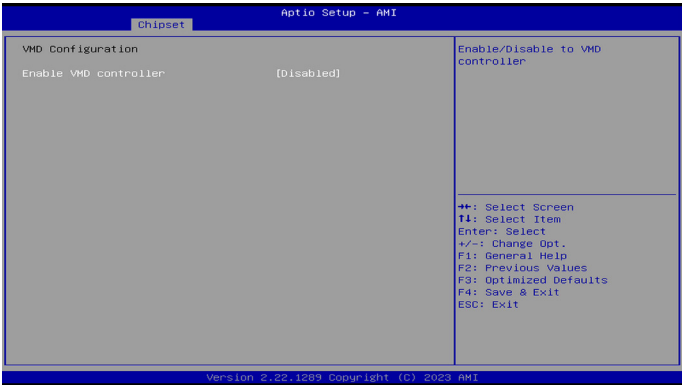 Aptio Setup – AMI
Chipset
VMD Configuration
Enable VMD controller [Disabled]
Enable/Disable to VMD
controller
→←: Select Screen
↑↓: Select Item
Enter: Select
+/-: Change Opt.
F1: General Help
F2: Previous Values
F3: Optimized Defaults
F4: Save & Exit
ESC: Exit
Version 2.22.1289 Copyright (C) 2023 AMI